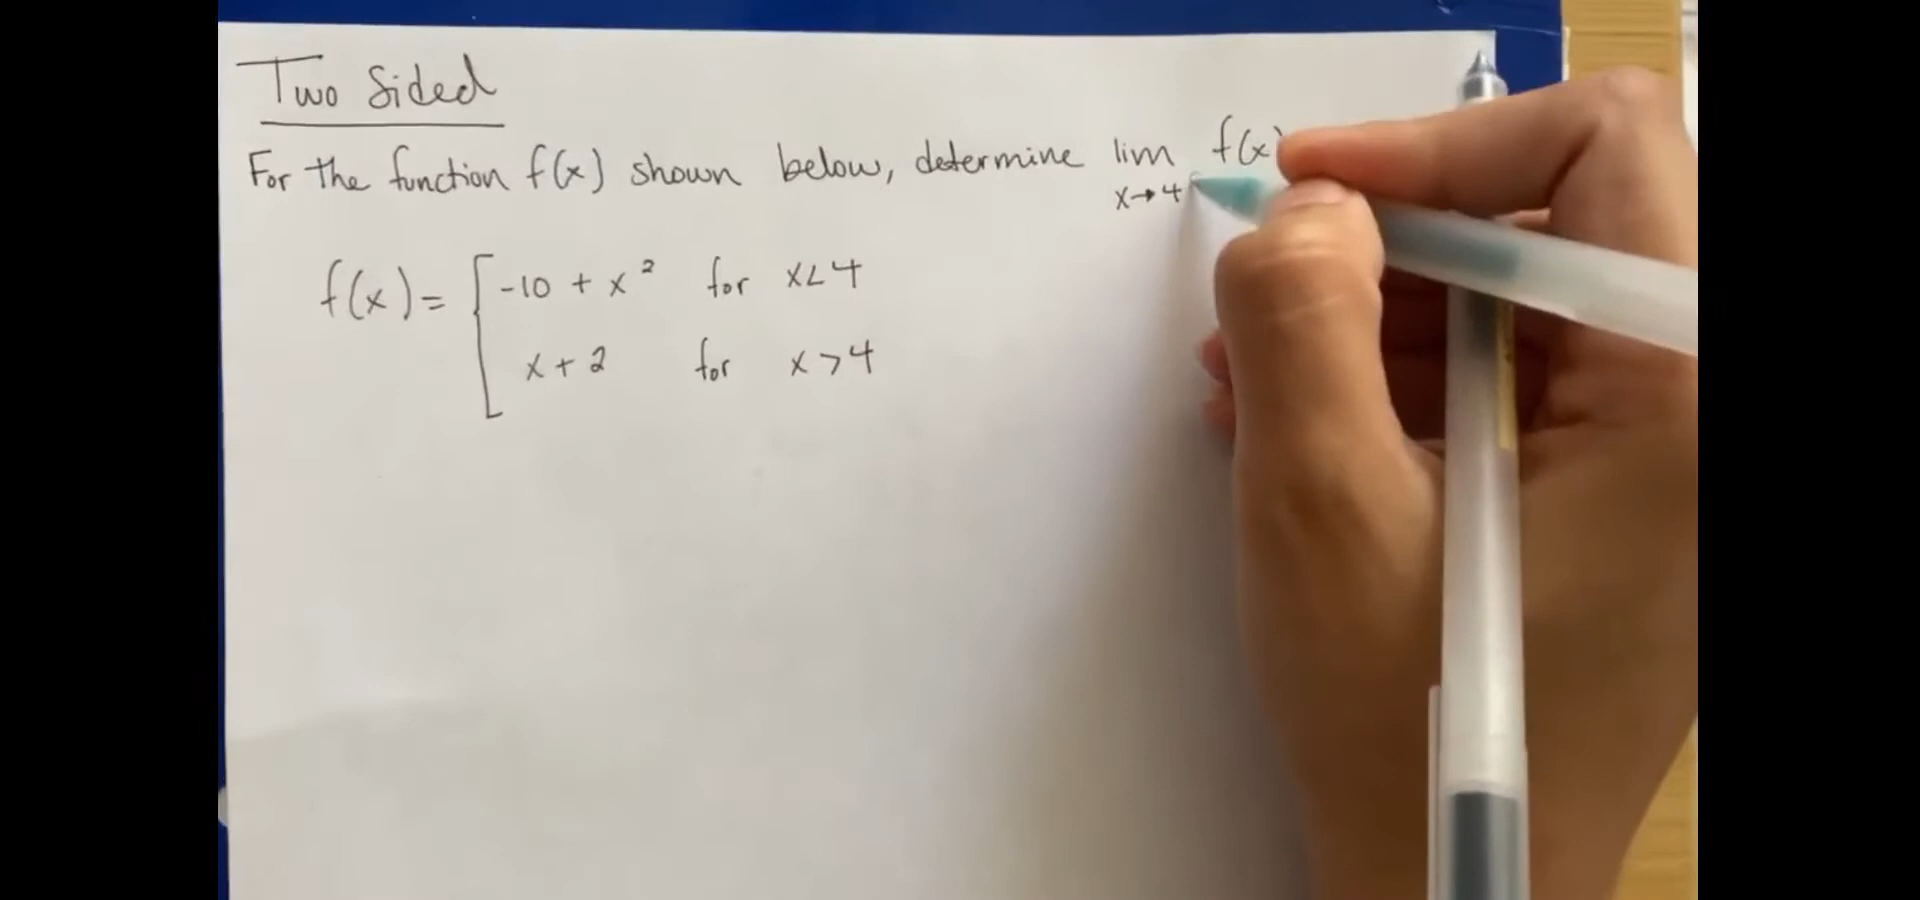 Two Sided
For the function f(x) shown below, determine lim f(x)
x→4
f(x) = [ -10 + x² for x<4
x + 2 for x>4